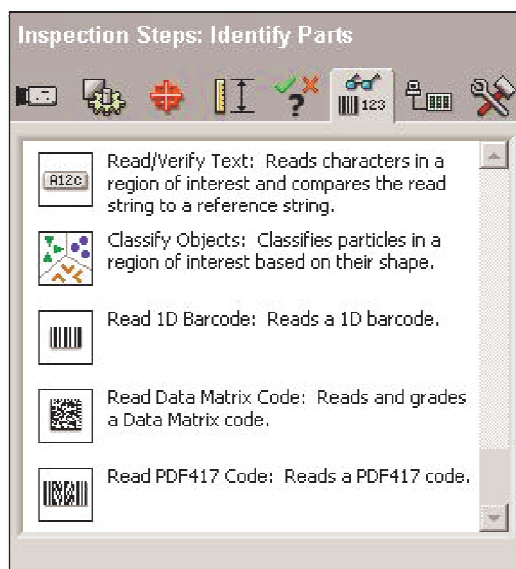 Inspection Steps: Identify Parts
123
Read/Verify Text: Reads characters in a
region of interest and compares the read
string to a reference string.
A12C
Classify Objects: Classifies particles in a
region of interest based on their shape.
Read 1D Barcode: Reads a 1D barcode.
Read Data Matrix Code: Reads and grades
a Data Matrix code.
Read PDF417 Code: Reads a PDF417 code.